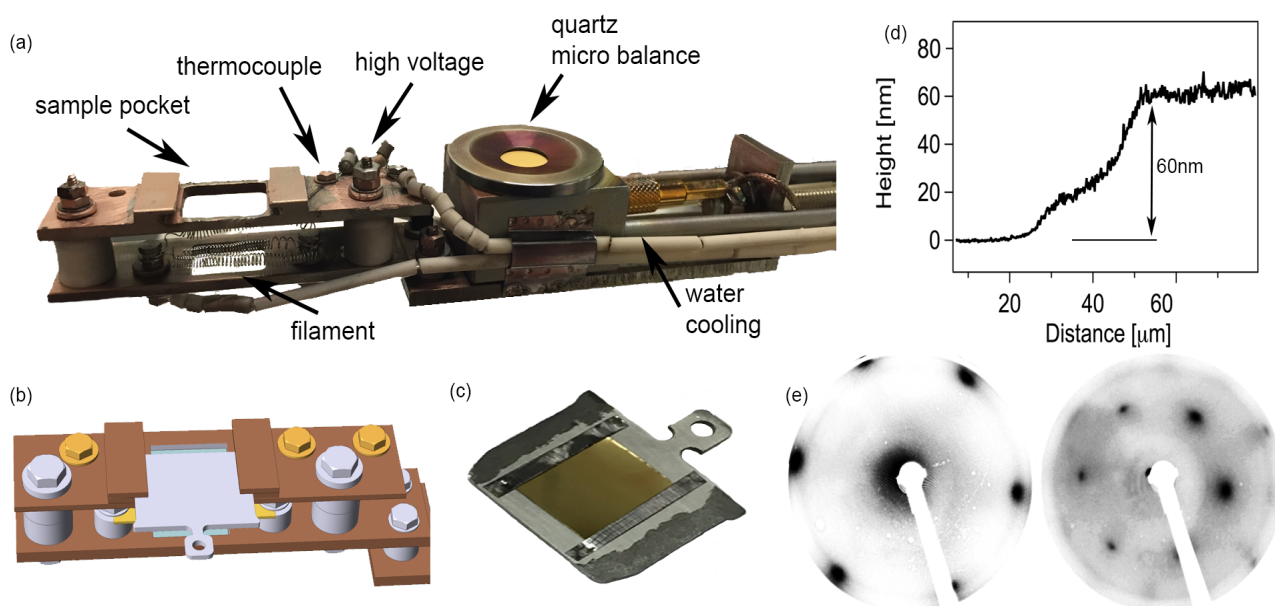 (a)
sample pocket
thermocouple
high voltage
quartz
micro balance
filament
water
cooling
(b)
(c)
(d)
Height [nm]
80
60
40
20
0
60nm
20
40
60
Distance [μm]
(e)